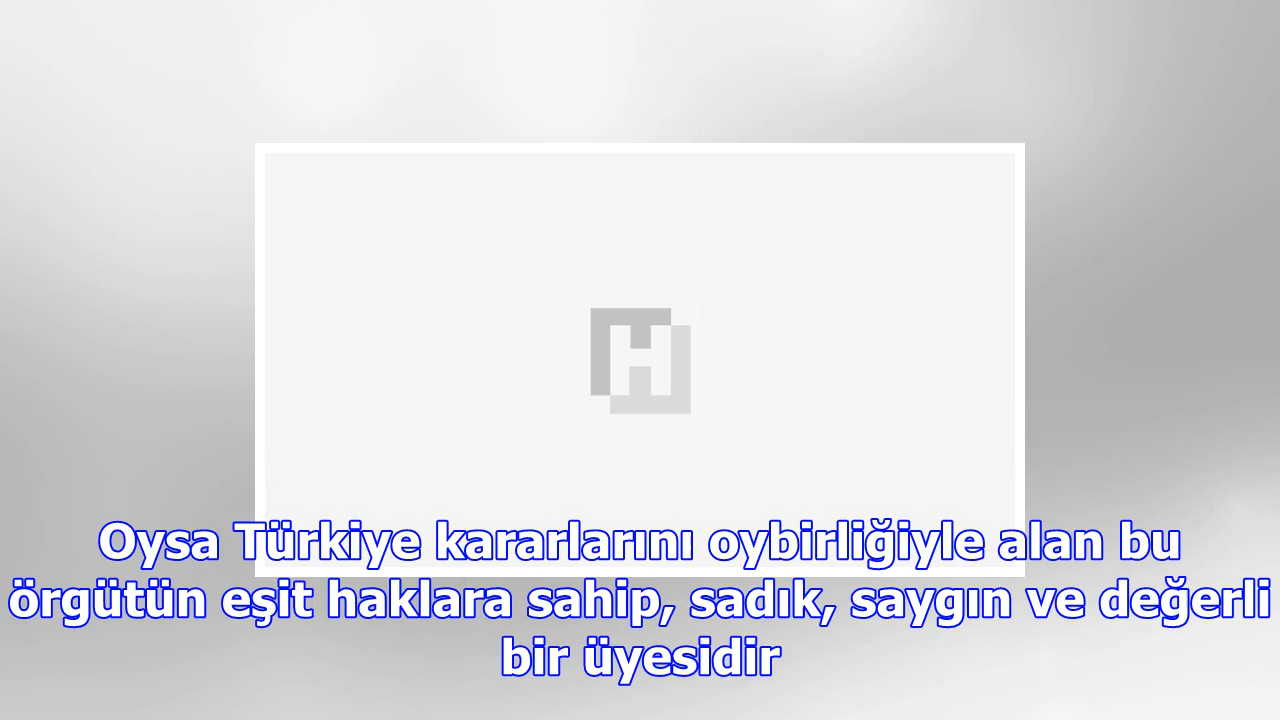 H
Oysa Türkiye kararlarını oybirliğiyle alan bu
örgütün eşit haklara sahip, sadık, saygın ve değerli
bir üyesidir